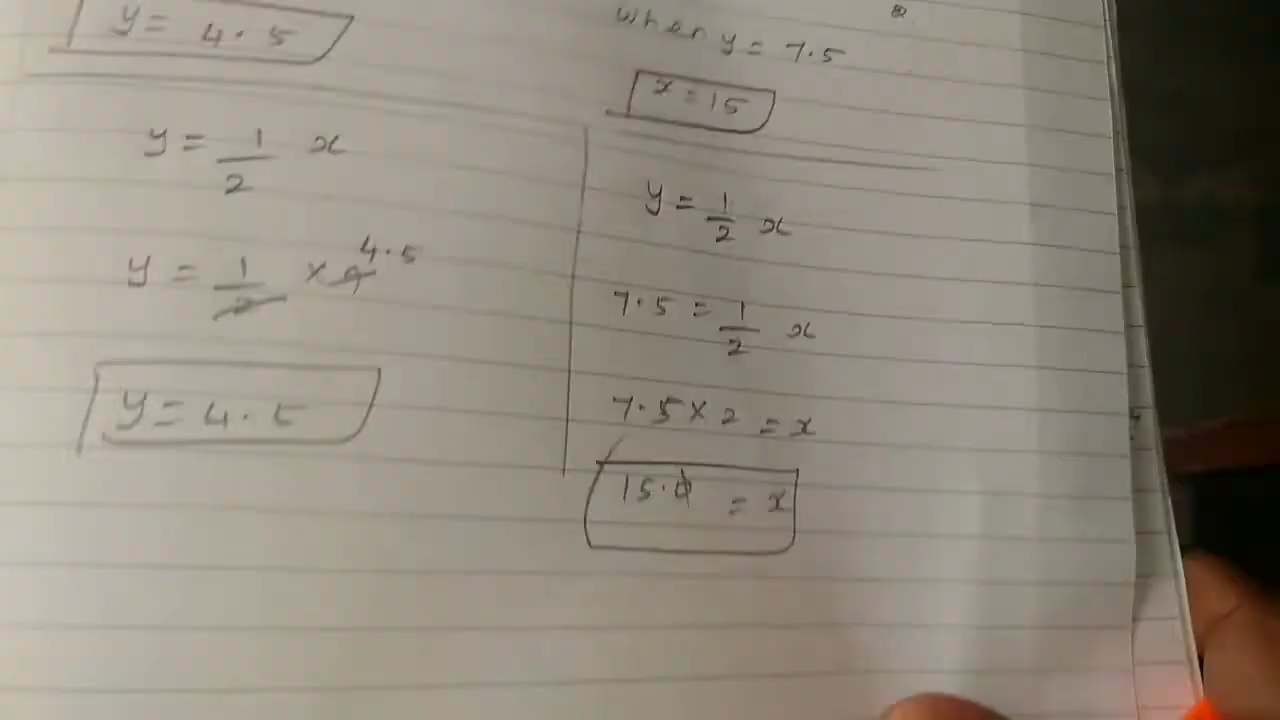 y = 4.5
y = 1/2 x
y = 1/2 × 9 4.5
y = 4.5
when y = 7.5
x = 15
y = 1/2 x
7.5 = 1/2 x
7.5 × 2 = x
15.0 = x